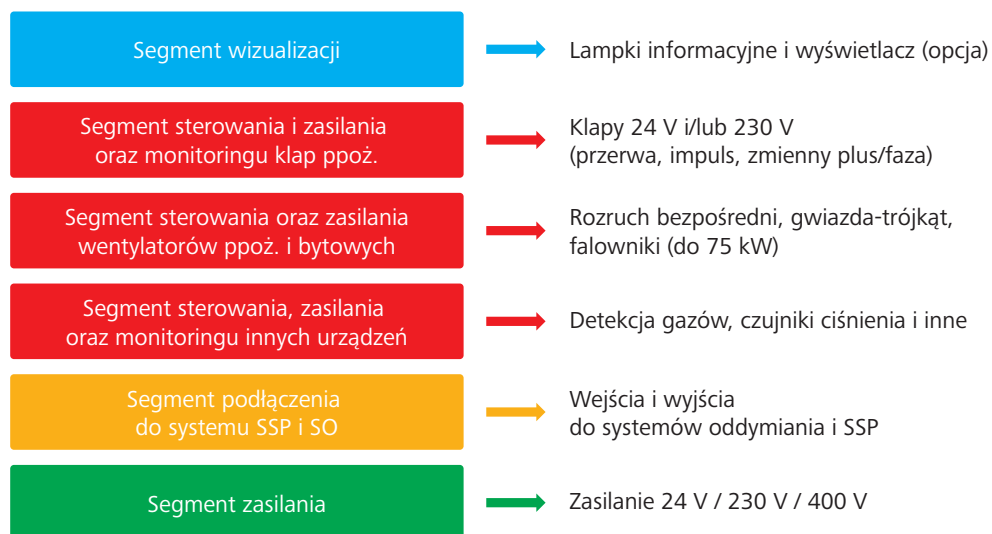 Segment wizualizacji
Lampki informacyjne i wyświetlacz (opcja)
Segment sterowania i zasilania
oraz monitoringu klap ppoż.
Klapy 24 V i/lub 230 V
(przerwa, impuls, zmienny plus/faza)
Segment sterowania oraz zasilania
wentylatorów ppoż. i bytowych
Rozruch bezpośredni, gwiazda-trójkąt,
falowniki (do 75 kW)
Segment sterowania, zasilania
oraz monitoringu innych urządzeń
Detekcja gazów, czujniki ciśnienia i inne
Segment podłączenia
do systemu SSP i SO
Wejścia i wyjścia
do systemów oddymiania i SSP
Segment zasilania
Zasilanie 24 V / 230 V / 400 V